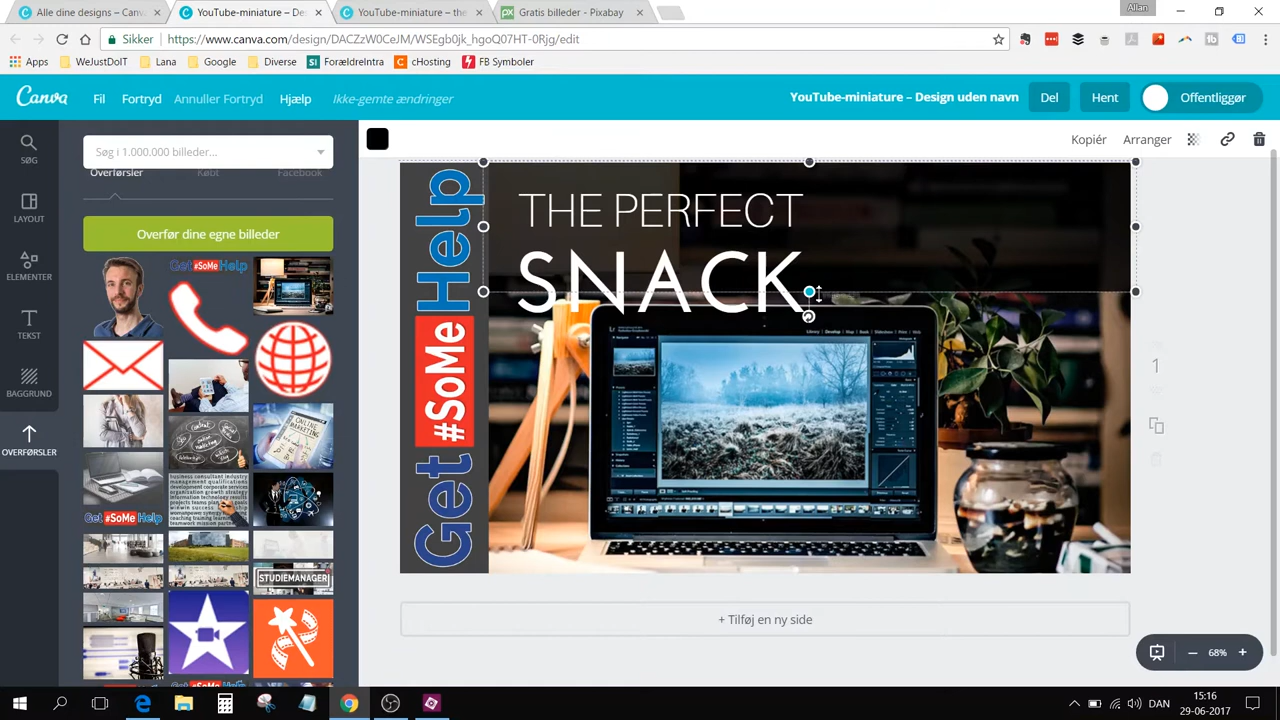 Alle dine designs – Canv
YouTube-miniature – De
YouTube-miniature – the
Gratis billeder - Pixabay
Allan
Sikker
https://www.canva.com/design/DACZzW0CeJM/WSEgb0jk_hgoQ07HT-0Rjg/edit
Apps
WeJustDoIT
Lana
Google
Diverse
ForældreIntra
cHosting
FB Symboler
Canva
Fil
Fortryd
Annuller Fortryd
Hjælp
Ikke-gemte ændringer
YouTube-miniature – Design uden navn
Del
Hent
Offentliggør
SØG
LAYOUT
ELEMENTER
TEKST
BAGGRUND
OVERFØRSLER
Søg i 1.000.000 billeder...
Overførsler
Købt
Facebook
Overfør dine egne billeder
Get #SoMe Help
ONLINE
MARKETING
Get #SoMe Help
STUDIEMANAGER
Kopiér
Arranger
Get #SoMe Help
THE PERFECT
SNACK
1
+ Tilføj en ny side
68%
DAN
15:16
29-06-2017